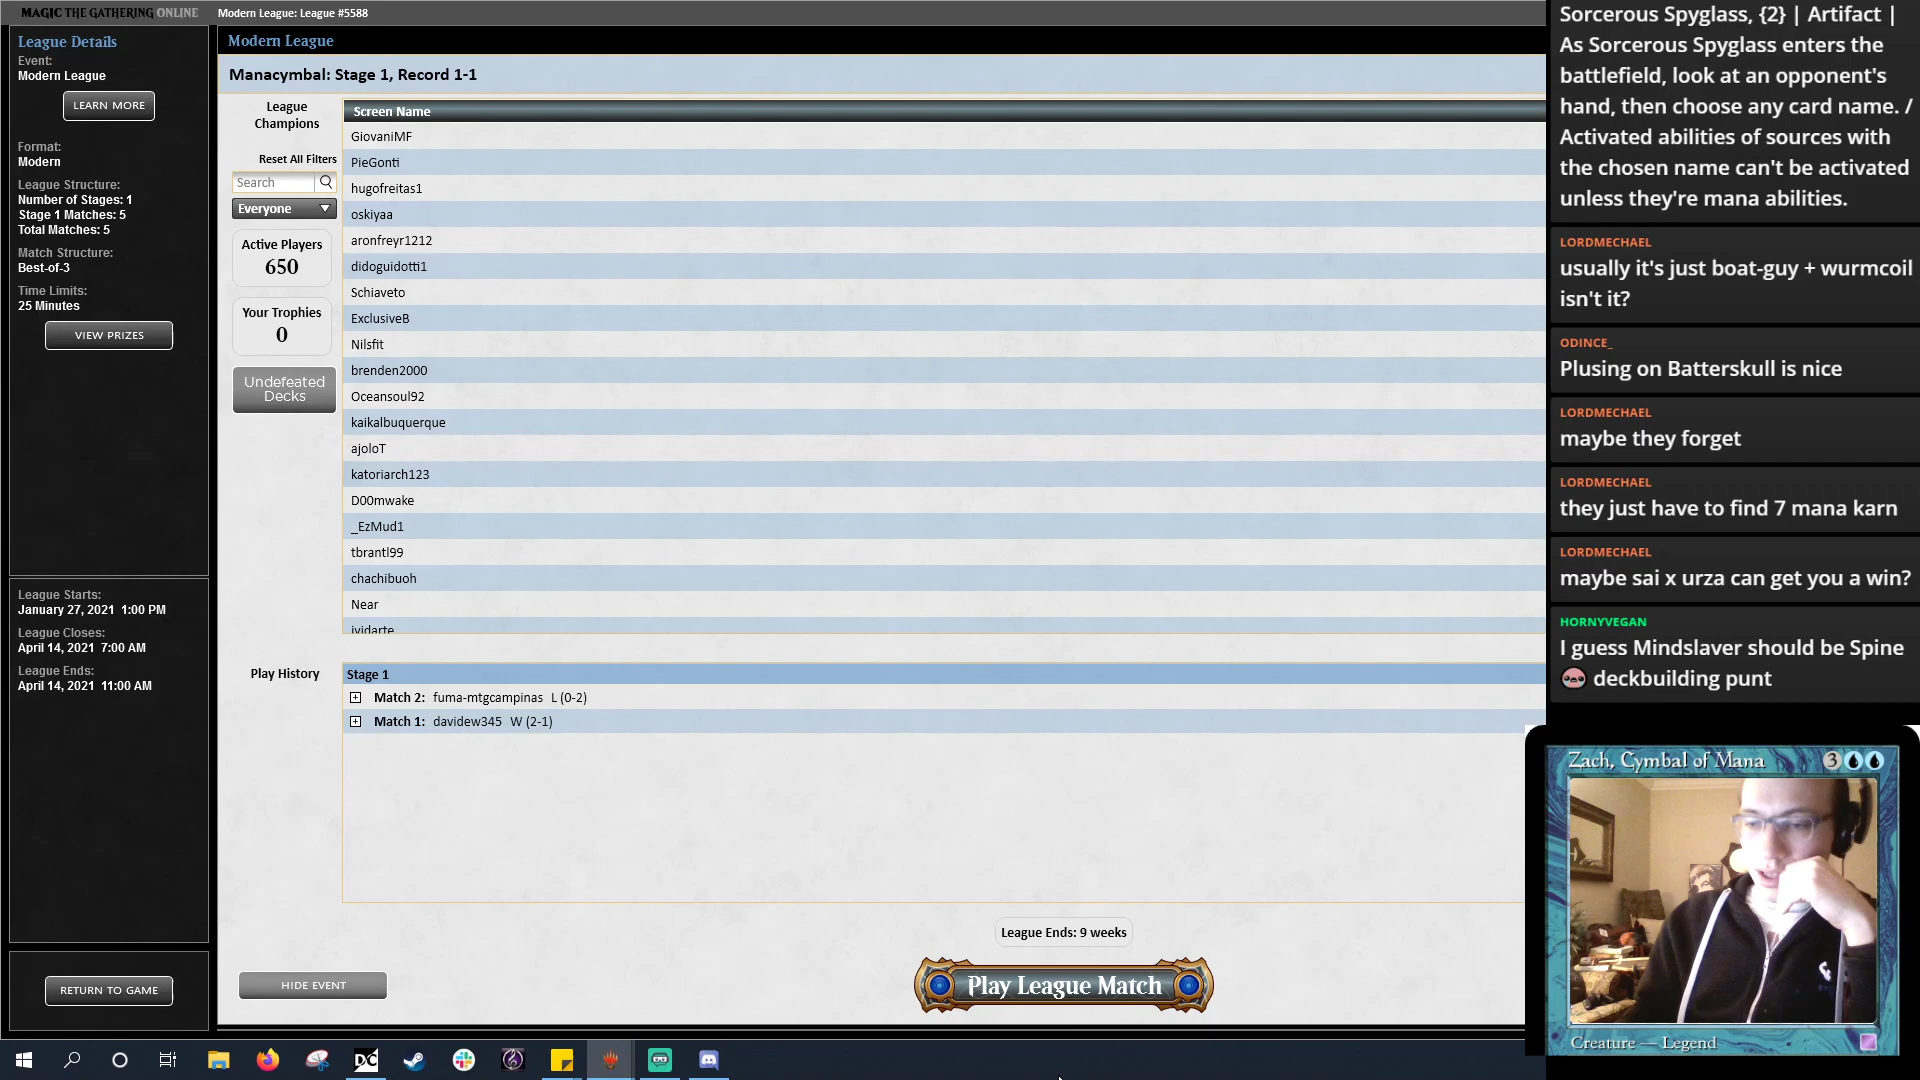 MAGIC THE GATHERING ONLINE
Modern League: League #5588
League Details
Event:
Modern League
LEARN MORE
Format:
Modern
League Structure:
Number of Stages: 1
Stage 1 Matches: 5
Total Matches: 5
Match Structure:
Best-of-3
Time Limits:
25 Minutes
VIEW PRIZES
League Starts:
January 27, 2021 1:00 PM
League Closes:
April 14, 2021 7:00 AM
League Ends:
April 14, 2021 11:00 AM
RETURN TO GAME
Modern League
Manacymbal: Stage 1, Record 1-1
League
Champions
Reset All Filters
Search
Everyone
Active Players
650
Your Trophies
0
Undefeated
Decks
Screen Name
GiovaniMF
PieGonti
hugofreitas1
oskiyaa
aronfreyr1212
didoguidotti1
Schiaveto
ExclusiveB
Nilsfit
brenden2000
Oceansoul92
kaikalbuquerque
ajoloT
katoriarch123
D00mwake
_EzMud1
tbrantl99
chachibuoh
Near
ividarte
Play History
Stage 1
Match 2: fuma-mtgcampinas L (0-2)
Match 1: davidew345 W (2-1)
League Ends: 9 weeks
HIDE EVENT
Play League Match
Sorcerous Spyglass, {2} | Artifact |
As Sorcerous Spyglass enters the
battlefield, look at an opponent's
hand, then choose any card name. /
Activated abilities of sources with
the chosen name can't be activated
unless they're mana abilities.
LORDMECHAEL
usually it's just boat-guy + wurmcoil
isn't it?
ODINCE_
Plusing on Batterskull is nice
LORDMECHAEL
maybe they forget
LORDMECHAEL
they just have to find 7 mana karn
LORDMECHAEL
maybe sai x urza can get you a win?
HORNYVEGAN
I guess Mindslaver should be Spine
deckbuilding punt
Zach, Cymbal of Mana 3
Creature — Legend
DC